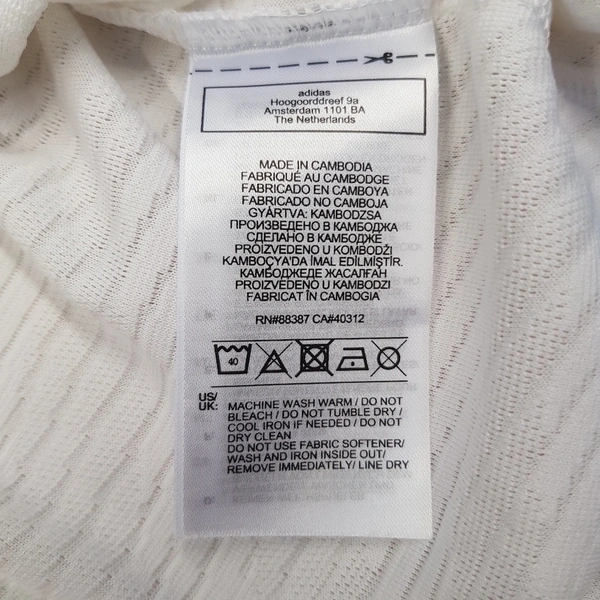 adidas
Hoogoorddreef 9a
Amsterdam 1101 BA
The Netherlands
MADE IN CAMBODIA
FABRIQUÉ AU CAMBODGE
FABRICADO EN CAMBOYA
FABRICADO NO CAMBOJA
GYÁRTVA: KAMBODZSA
ПРОИЗВЕДЕНО В КАМБОДЖА
СДЕЛАНО В КАМБОДЖЕ
PROIZVEDENO U KOMBODŽI
KAMBOÇYA'DA İMAL EDİLMİŞTİR.
КАМБОДЖЕДЕ ЖАСАЛҒАН
PROIZVEDENO U KAMBODZI
FABRICAT ÎN CAMBOGIA
RN#88387 CA#40312
40
US/
UK:
MACHINE WASH WARM / DO NOT
BLEACH / DO NOT TUMBLE DRY /
COOL IRON IF NEEDED / DO NOT
DRY CLEAN
DO NOT USE FABRIC SOFTENER/
WASH AND IRON INSIDE OUT/
REMOVE IMMEDIATELY/ LINE DRY